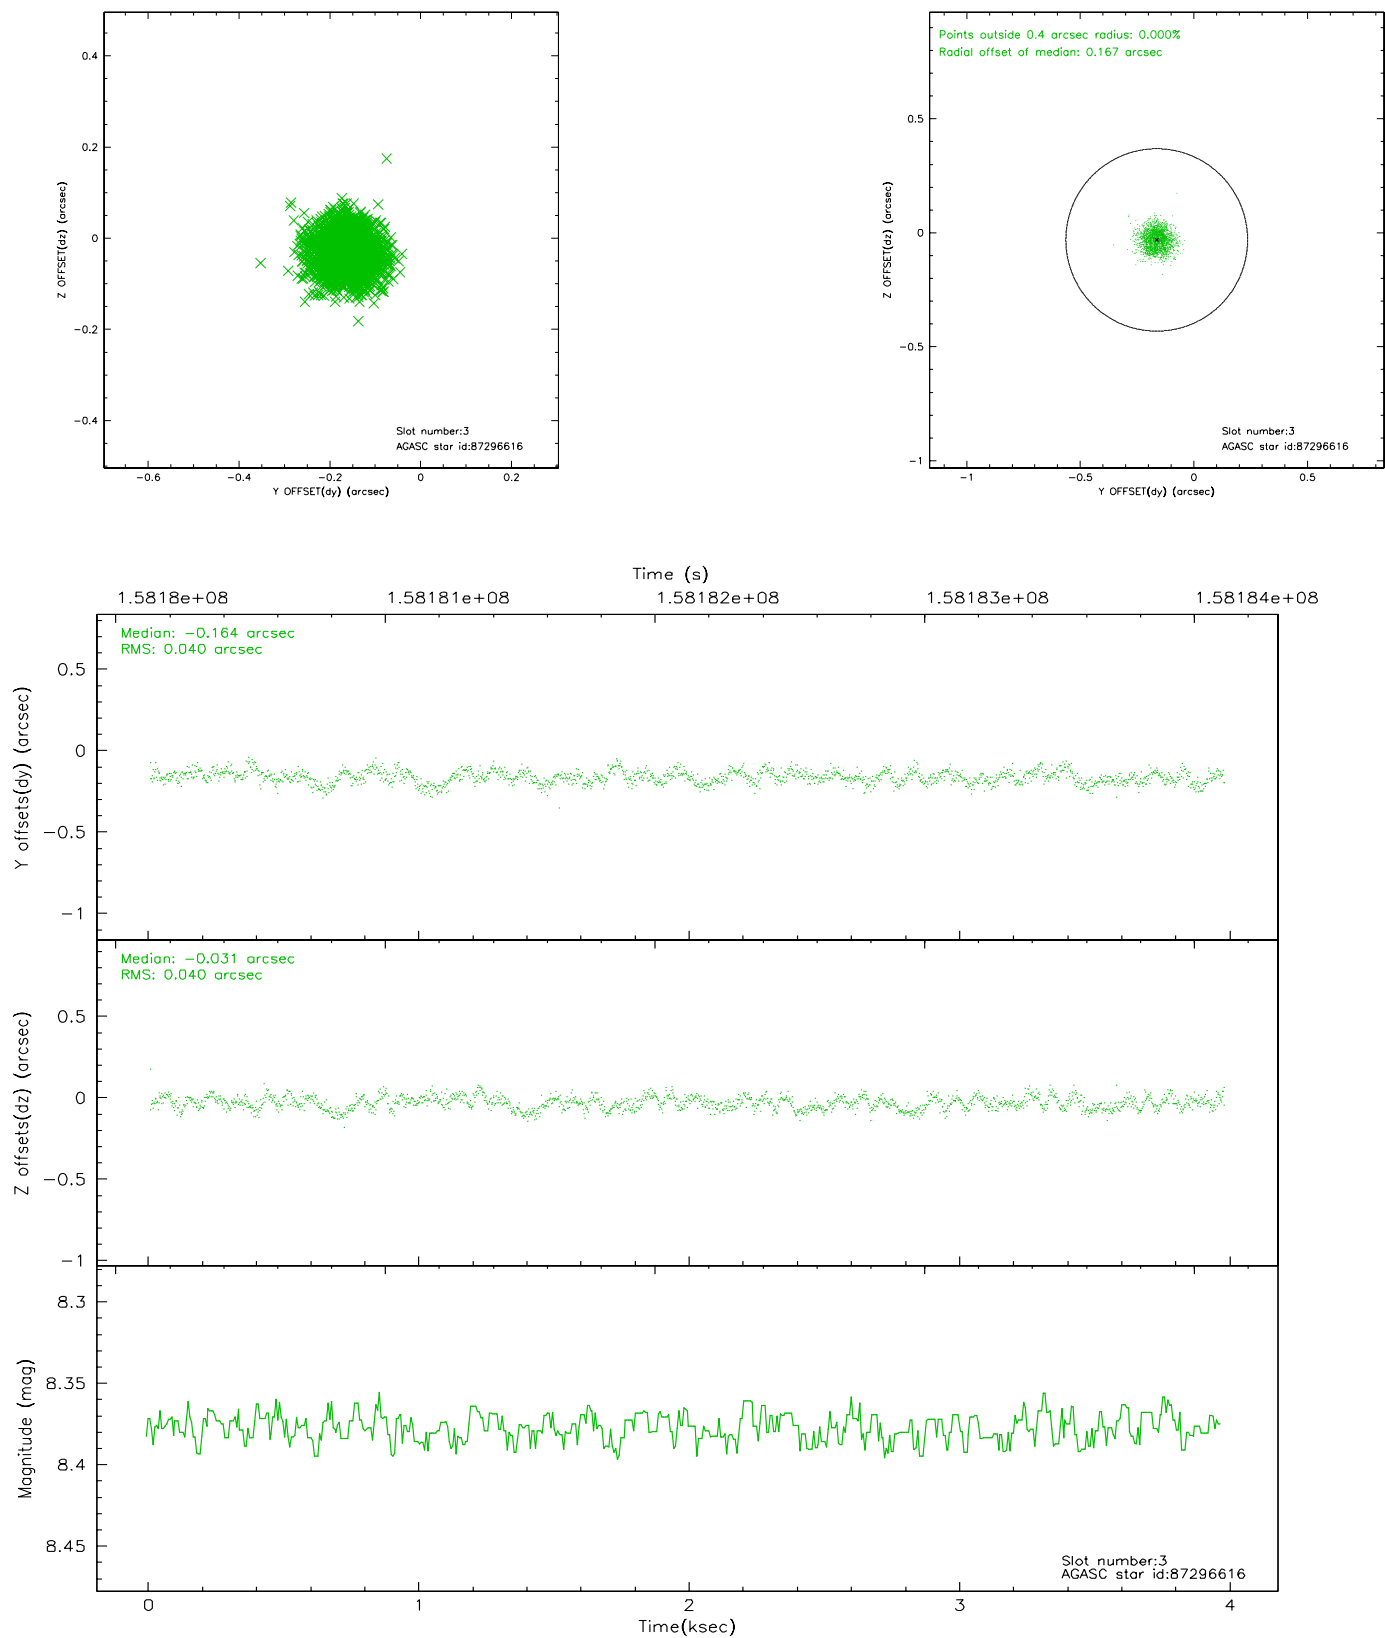 0.4
0.2
0
−0.2
−0.4
Z OFFSET(dz) (arcsec)
Slot number:3
AGASC star id:87296616
−0.6
−0.4
−0.2
0
0.2
Y OFFSET(dy) (arcsec)
Points outside 0.4 arcsec radius: 0.000%
Radial offset of median: 0.167 arcsec
0.5
0
−0.5
−1
Z OFFSET(dz) (arcsec)
Slot number:3
AGASC star id:87296616
−1
−0.5
0
0.5
Y OFFSET(dy) (arcsec)
Time (s)
1.5818e+08
1.58181e+08
1.58182e+08
1.58183e+08
1.58184e+08
Median: −0.164 arcsec
RMS: 0.040 arcsec
0.5
0
−0.5
−1
Y offsets(dy) (arcsec)
Median: −0.031 arcsec
RMS: 0.040 arcsec
0.5
0
−0.5
−1
Z offsets(dz) (arcsec)
8.3
8.35
8.4
8.45
Magnitude (mag)
Slot number:3
AGASC star id:87296616
0
1
2
3
4
Time(ksec)